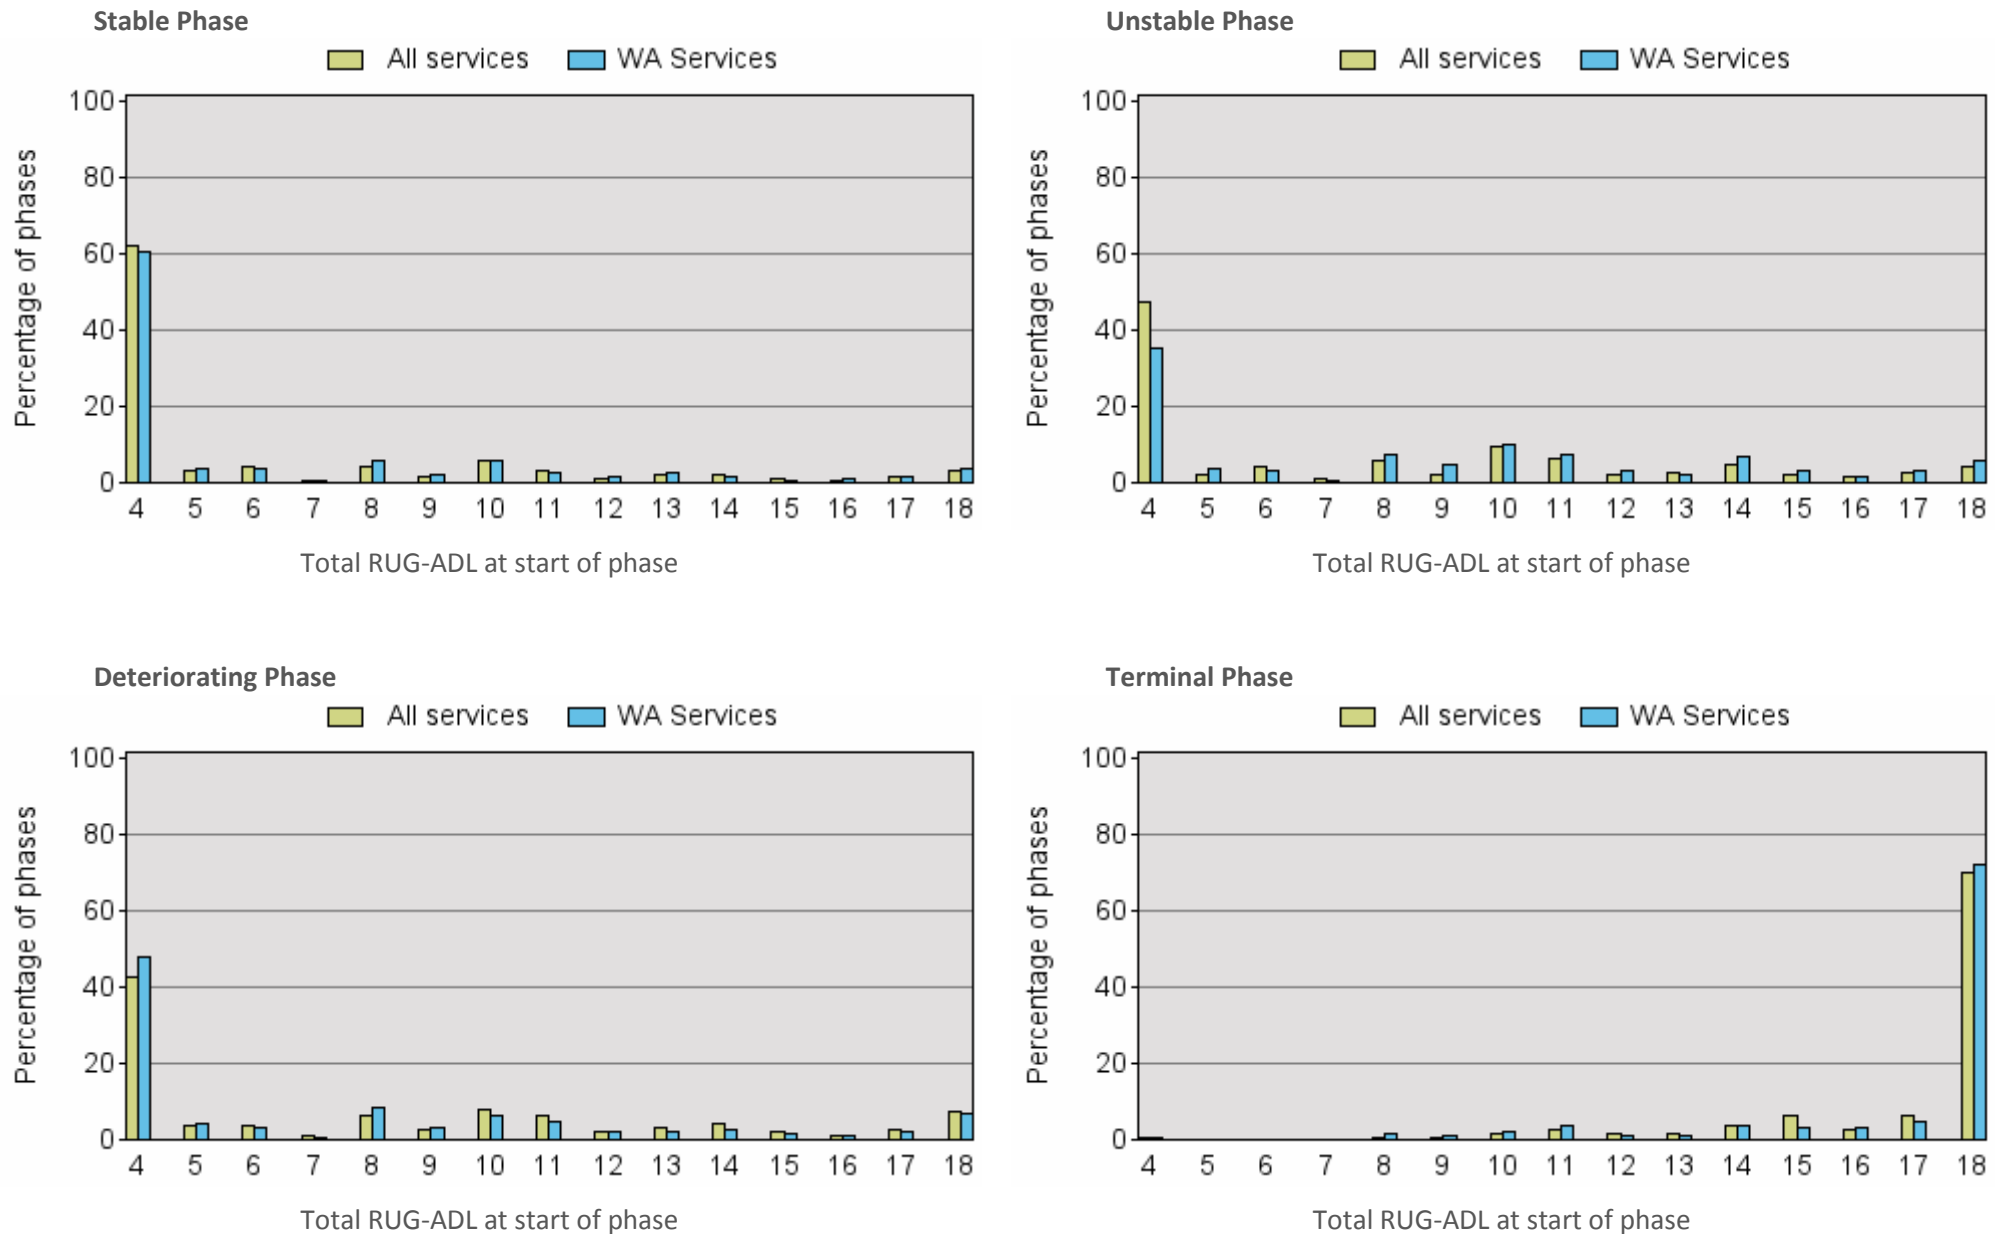 Stable Phase
All services WA Services
Percentage of phases
100
80
60
40
20
0
4 5 6 7 8 9 10 11 12 13 14 15 16 17 18
Total RUG-ADL at start of phase
Unstable Phase
All services WA Services
Percentage of phases
100
80
60
40
20
0
4 5 6 7 8 9 10 11 12 13 14 15 16 17 18
Total RUG-ADL at start of phase
Deteriorating Phase
All services WA Services
Percentage of phases
100
80
60
40
20
0
4 5 6 7 8 9 10 11 12 13 14 15 16 17 18
Total RUG-ADL at start of phase
Terminal Phase
All services WA Services
Percentage of phases
100
80
60
40
20
0
4 5 6 7 8 9 10 11 12 13 14 15 16 17 18
Total RUG-ADL at start of phase